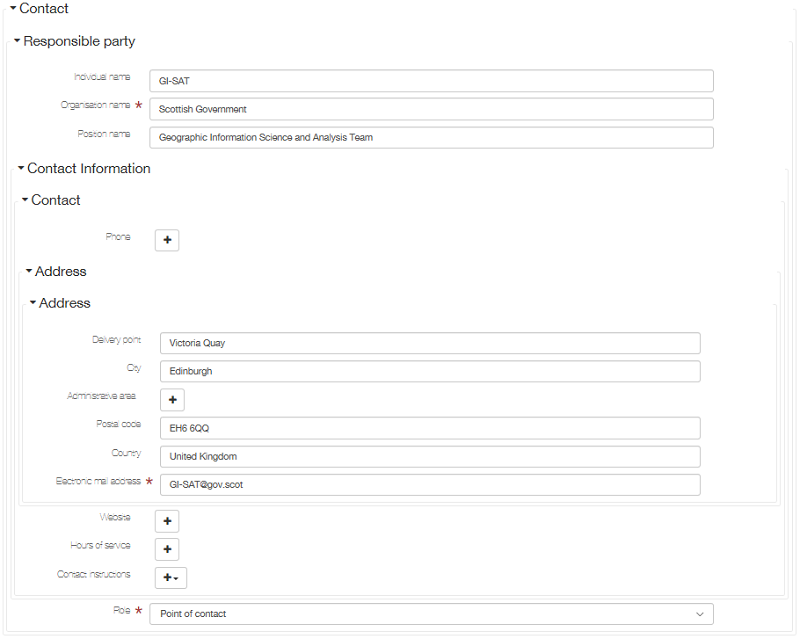 Contact
Responsible party
Individual name GI-SAT
Organisation name * Scottish Government
Position name Geographic Information Science and Analysis Team
Contact Information
Contact
Phone +
Address
Address
Delivery point Victoria Quay
City Edinburgh
Administrative area +
Postal code EH6 6QQ
Country United Kingdom
Electronic mail address * GI-SAT@gov.scot
Website +
Hours of service +
Contact instructions +
Role * Point of contact